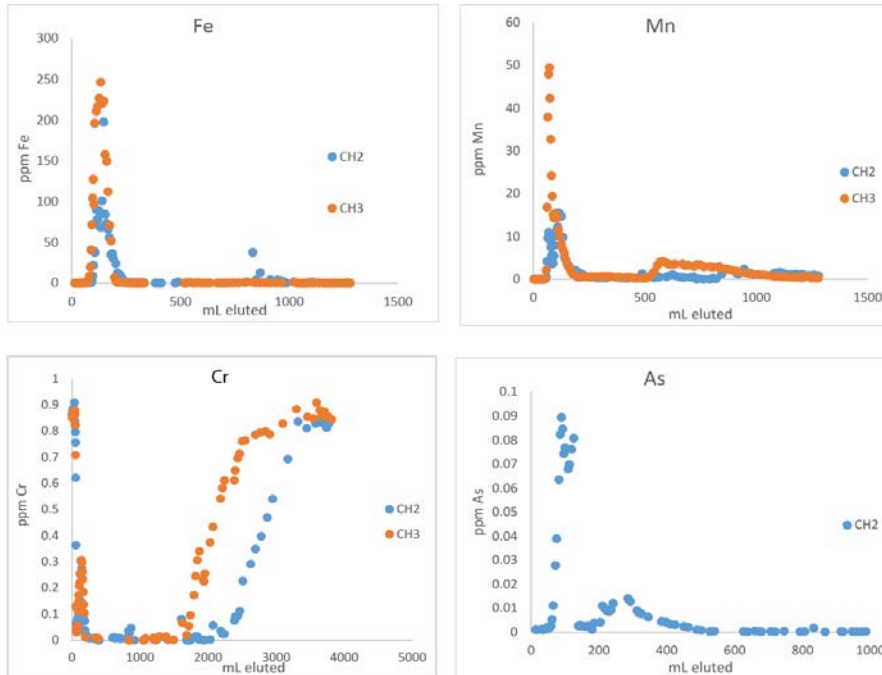 Fe
300
250
200
150
100
50
0
ppm Fe
0 500 1000 1500
mL eluted
CH2
CH3
Mn
60
50
40
30
20
10
0
ppm Mn
0 500 1000 1500
mL eluted
CH2
CH3
Cr
1
0.9
0.8
0.7
0.6
0.5
0.4
0.3
0.2
0.1
0
ppm Cr
0 1000 2000 3000 4000 5000
mL eluted
CH2
CH3
As
0.1
0.09
0.08
0.07
0.06
0.05
0.04
0.03
0.02
0.01
0
ppm As
0 200 400 600 800 1000
mL eluted
CH2